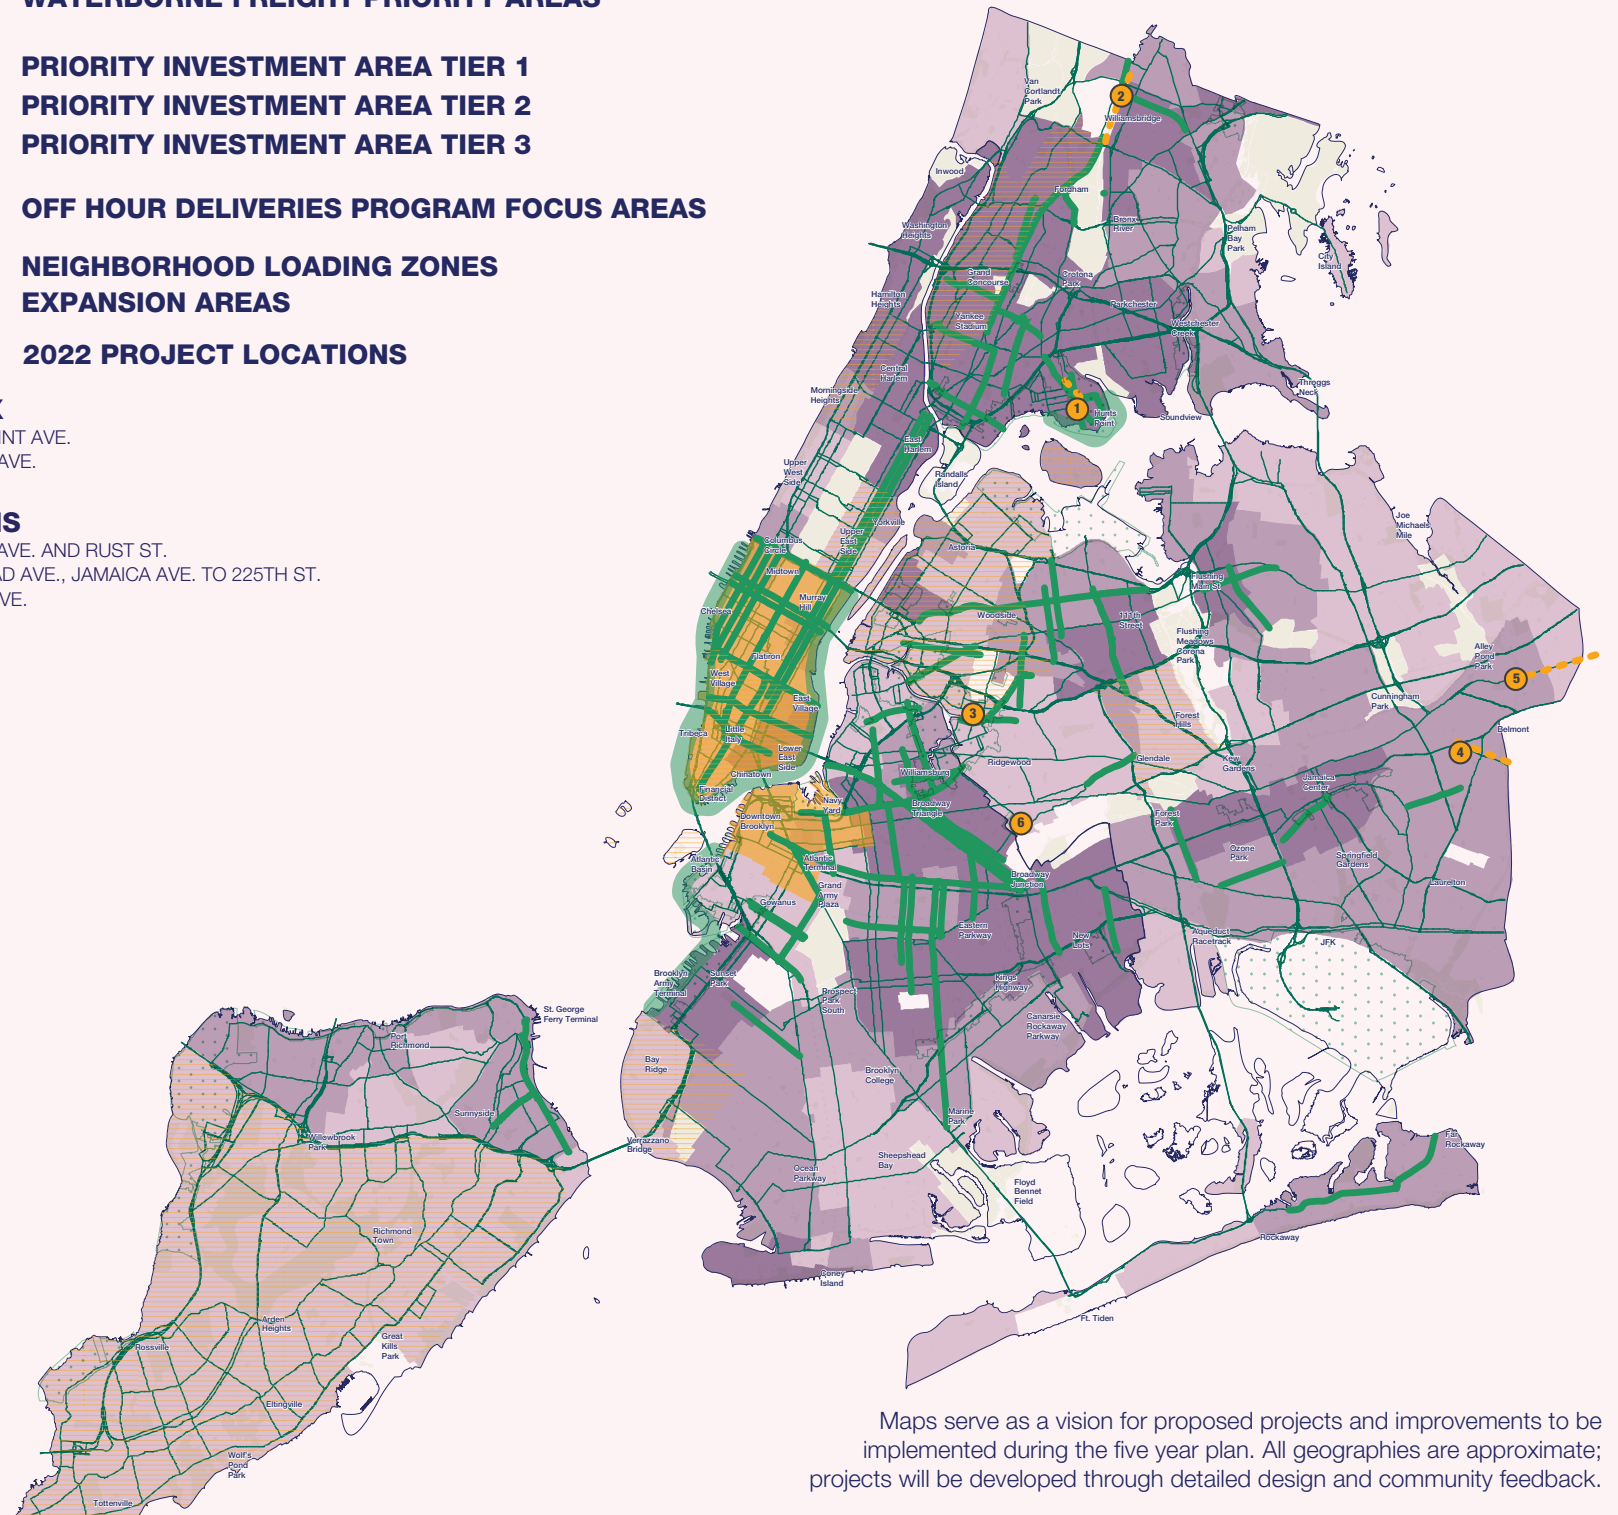 WATERBORNE FREIGHT PRIORITY AREAS
PRIORITY INVESTMENT AREA TIER 1
PRIORITY INVESTMENT AREA TIER 2
PRIORITY INVESTMENT AREA TIER 3
OFF HOUR DELIVERIES PROGRAM FOCUS AREAS
NEIGHBORHOOD LOADING ZONES
EXPANSION AREAS
2022 PROJECT LOCATIONS
INT AVE.
AVE.
AVE. AND RUST ST.
AD AVE., JAMAICA AVE. TO 225TH ST.
VE.
Van
Cortlandt
Park
2
Williamsbridge
Inwood
Fordham
Washington
Heights
Bronx
River
Pelham
Bay
Park
City
Island
Grand
Concourse
Crotona
Park
Hamilton
Heights
Parkchester
Yankee
Stadium
Westchester
Creek
Central
Harlem
Morningside
Heights
Throggs
Neck
1
Hunts
Point
Soundview
East
Harlem
Upper
West
Side
Randalls
Island
Joe
Michaels
Mile
Yorkville
Upper
East
Side
Columbus
Circle
Astoria
Midtown
Flushing
Main St
Murray
Hill
Chelsea
Woodside
111th
Street
Flushing
Meadows
Corona
Park
Flatiron
Alley
Pond
Park
5
West
Village
East
Village
Cunningham
Park
3
Forest
Hills
Tribeca
Little
Italy
Belmont
Lower
East
Side
4
Ridgewood
Glendale
Kew
Gardens
Chinatown
Williamsburg
Jamaica
Center
Financial
District
Navy
Yard
Broadway
Triangle
Downtown
Brooklyn
6
Forest
Park
Ozone
Park
Springfield
Gardens
Atlantic
Basin
Atlantic
Terminal
Broadway
Junction
Laurelton
Grand
Army
Plaza
Gowanus
Eastern
Parkway
New
Lots
Aqueduct
Racetrack
JFK
Brooklyn
Army
Terminal
Sunset
Park
Kings
Highway
Prospect
Park
South
St. George
Ferry Terminal
Canarsie
Rockaway
Parkway
Port
Richmond
Bay
Ridge
Brooklyn
College
Sunnyside
Marine
Park
Willowbrook
Park
Verrazzano
Bridge
Far
Rockaway
Sheepshead
Bay
Ocean
Parkway
Floyd
Bennet
Field
Richmond
Town
Rockaway
Coney
Island
Arden
Heights
Ft. Tiden
Great
Kills
Park
Rossville
Eltingville
Wolf's
Pond
Park
Tottenville
Maps serve as a vision for proposed projects and improvements to be
implemented during the five year plan. All geographies are approximate;
projects will be developed through detailed design and community feedback.